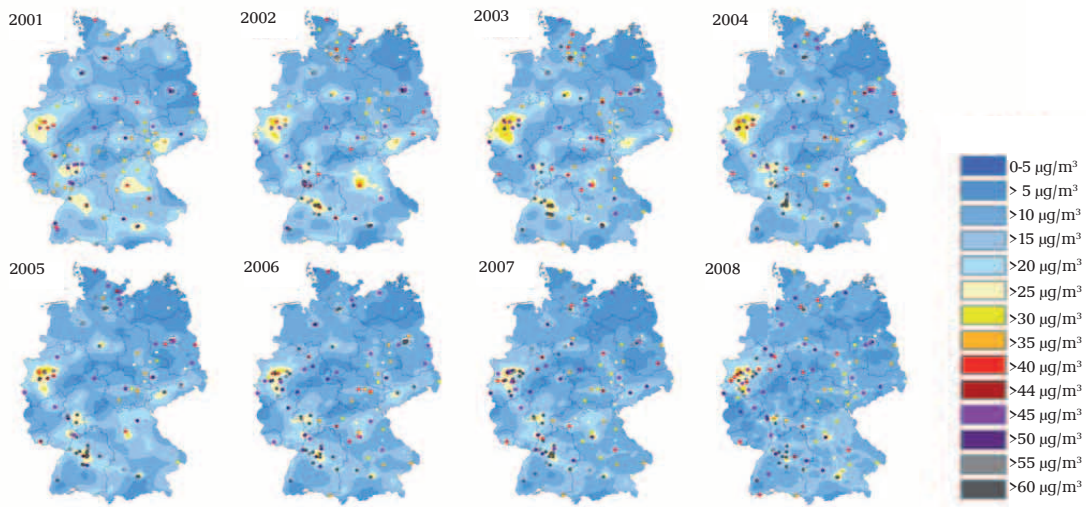 2001
2002
2003
2004
2005
2006
2007
2008
0-5 µg/m³
> 5 µg/m³
>10 µg/m³
>15 µg/m³
>20 µg/m³
>25 µg/m³
>30 µg/m³
>35 µg/m³
>40 µg/m³
>44 µg/m³
>45 µg/m³
>50 µg/m³
>55 µg/m³
>60 µg/m³